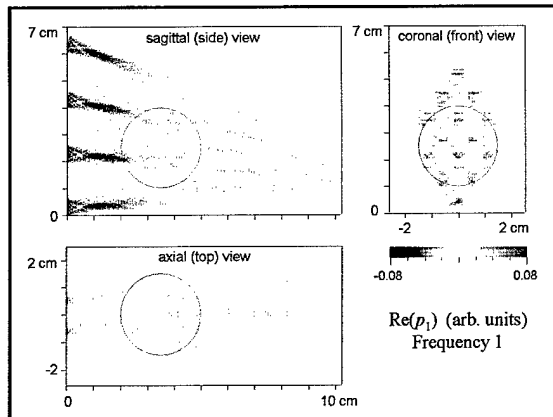 7 cm
sagittal (side) view
0
7 cm
coronal (front) view
0
-2
2 cm
-0.08
0.08
Re(p₁) (arb. units)
Frequency 1
2 cm
axial (top) view
-2
0
10 cm